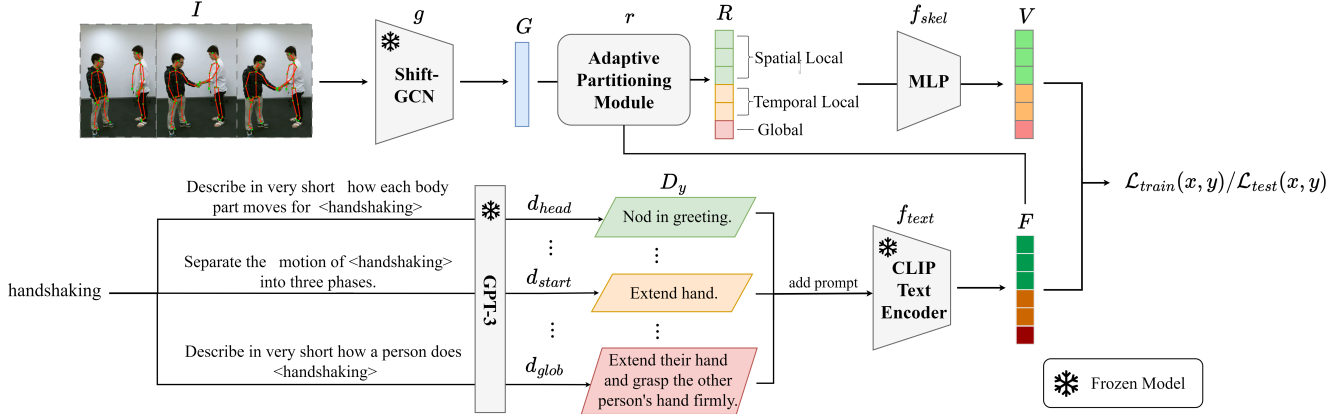 I
g
G
r
R
f_skel
V
Shift-
GCN
Adaptive
Partitioning
Module
Spatial Local
Temporal Local
Global
MLP
Describe in very short how each body
part moves for <handshaking>
d_head
D_y
Nod in greeting.
f_text
F
ℒ_train(x, y)/ℒ_test(x, y)
Separate the motion of <handshaking>
into three phases.
handshaking
GPT-3
d_start
Extend hand.
add prompt
CLIP
Text
Encoder
Describe in very short how a person does
<handshaking>
d_glob
Extend their hand
and grasp the other
person's hand firmly.
Frozen Model